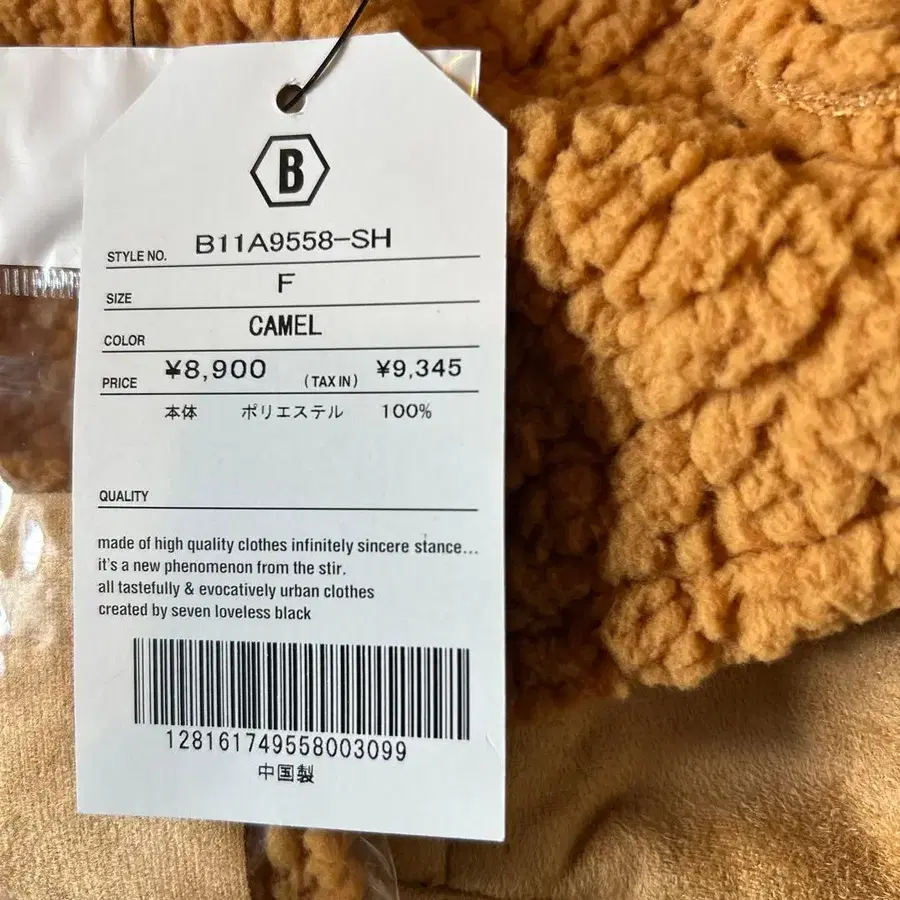 B
STYLE NO. B11A9558-SH
SIZE F
COLOR CAMEL
PRICE ¥8,900 (TAX IN) ¥9,345
本体 ポリエステル 100%
QUALITY
made of high quality clothes infinitely sincere stance...
it's a new phenomenon from the stir.
all tastefully & evocatively urban clothes
created by seven loveless black
128161749558003099
中国製